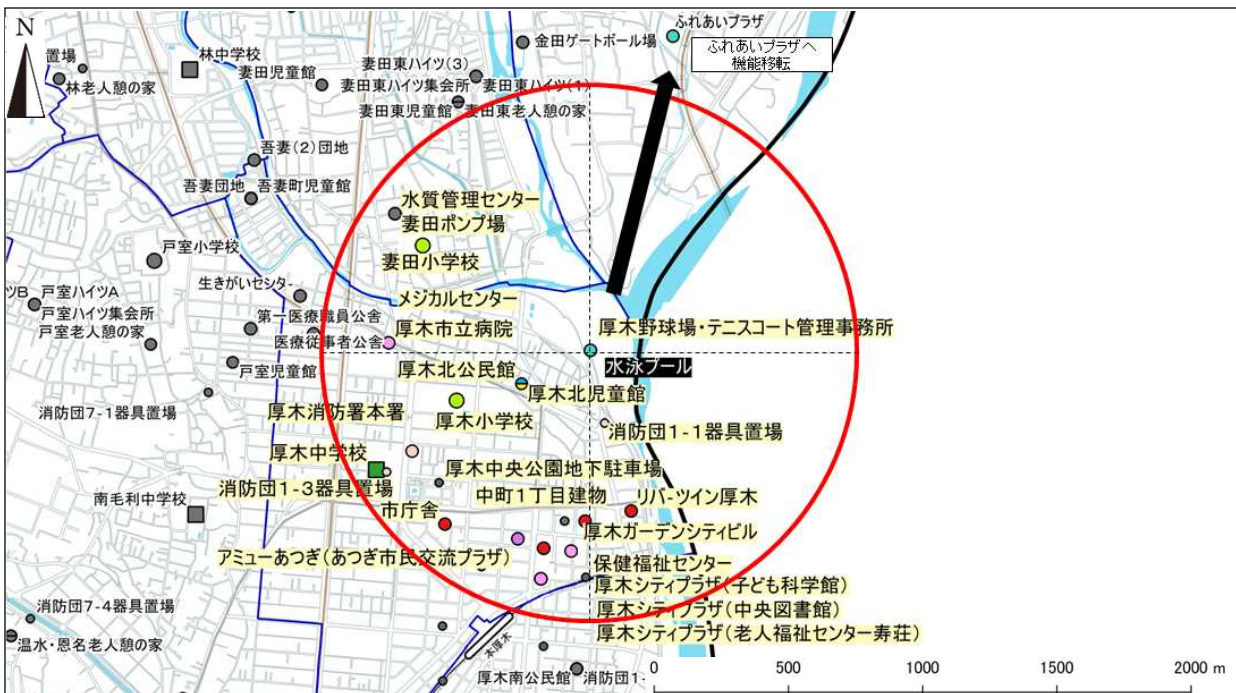 N
ふれあいプラザ
ふれあいプラザへ
機能移転
金田ゲートボール場
置場
林中学校
林老人憩の家
妻田児童館
妻田東ハイツ(3)
妻田東ハイツ集会所
妻田東ハイツ(1)
妻田東児童館
妻田東老人憩の家
吾妻(2)団地
吾妻団地
吾妻町児童館
水質管理センター
妻田ポンプ場
妻田小学校
戸室小学校
生きがいセンター
ツB
戸室ハイツA
戸室ハイツ集会所
戸室老人憩の家
第一医療職員公舎
医療従事者公舎
戸室児童館
メジカルセンター
厚木市立病院
厚木野球場・テニスコート管理事務所
水泳プール
厚木北公民館
厚木北児童館
消防団7-1器具置場
厚木消防署本署
厚木小学校
消防団1-1器具置場
厚木中学校
厚木中央公園地下駐車場
消防団1-3器具置場
中町1丁目建物
リバーツイン厚木
南毛利中学校
市庁舎
厚木ガーデンシティビル
アミューあつぎ(あつぎ市民交流プラザ)
保健福祉センター
厚木シティプラザ(子ども科学館)
厚木シティプラザ(中央図書館)
厚木シティプラザ(老人福祉センター寿荘)
消防団7-4器具置場
温水・恩名老人憩の家
本厚木
厚木南公民館
消防団1-
0 500 1000 1500 2000 m